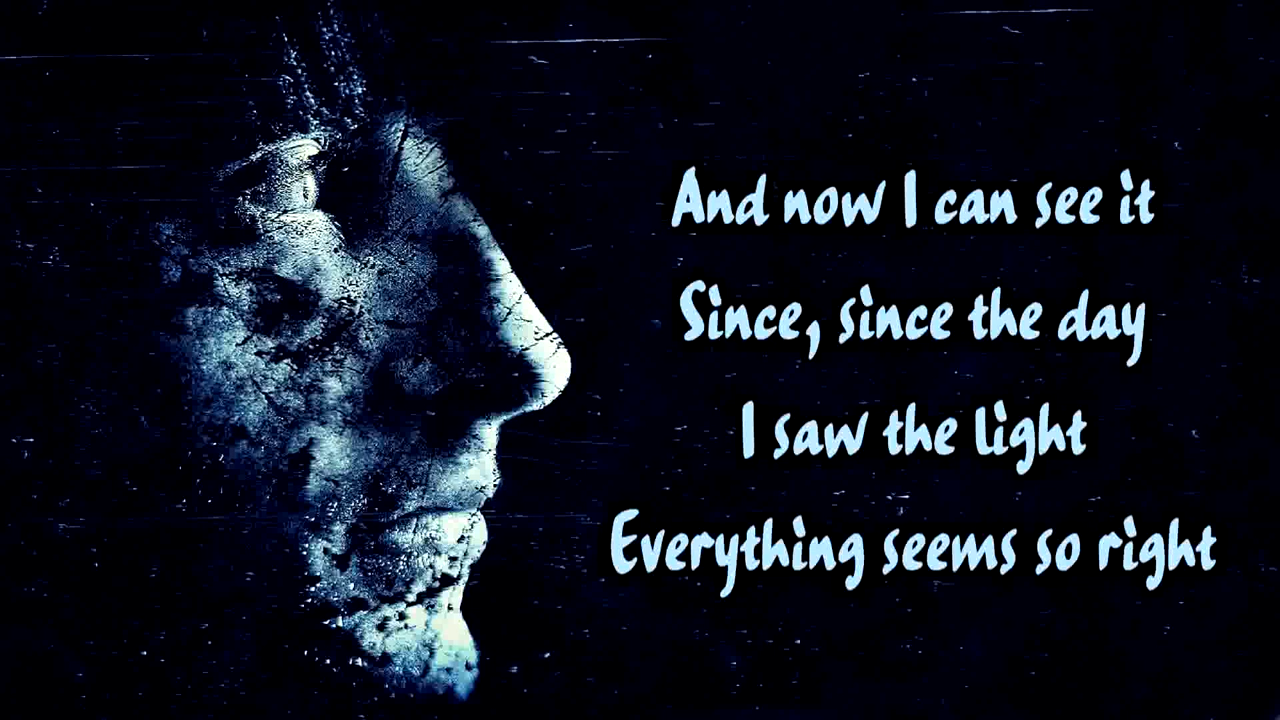 And now I can see it
Since, since the day
I saw the light
Everything seems so right